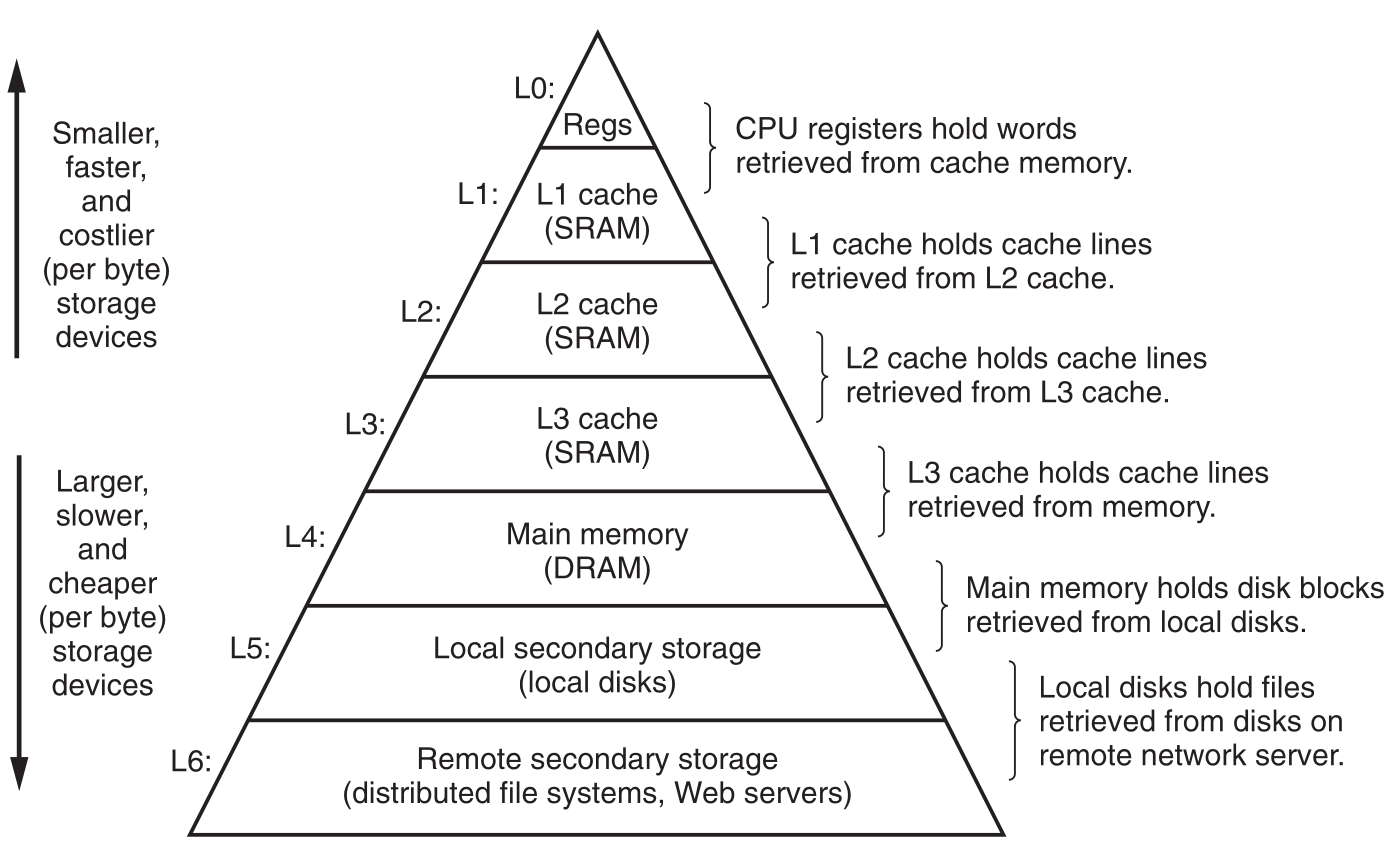 L0:
Regs
CPU registers hold words
retrieved from cache memory.
Smaller,
faster,
and
costlier
(per byte)
storage
devices
L1:
L1 cache
(SRAM)
L1 cache holds cache lines
retrieved from L2 cache.
L2:
L2 cache
(SRAM)
L2 cache holds cache lines
retrieved from L3 cache.
L3:
L3 cache
(SRAM)
L3 cache holds cache lines
retrieved from memory.
Larger,
slower,
and
cheaper
(per byte)
storage
devices
L4:
Main memory
(DRAM)
Main memory holds disk blocks
retrieved from local disks.
L5:
Local secondary storage
(local disks)
Local disks hold files
retrieved from disks on
remote network server.
L6:
Remote secondary storage
(distributed file systems, Web servers)